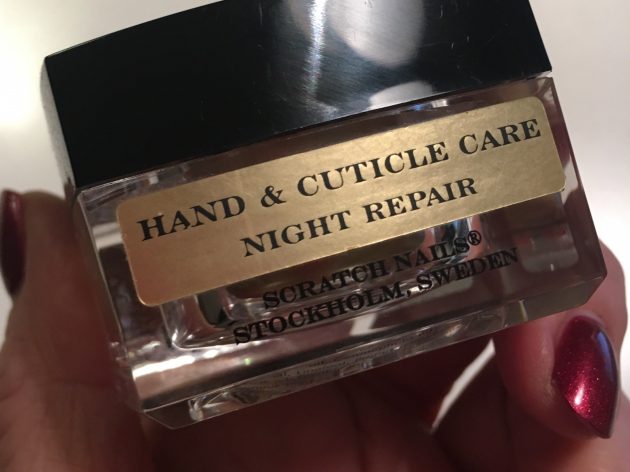 HAND & CUTICLE CARE
NIGHT REPAIR
SCRATCH NAILS®
STOCKHOLM, SWEDEN